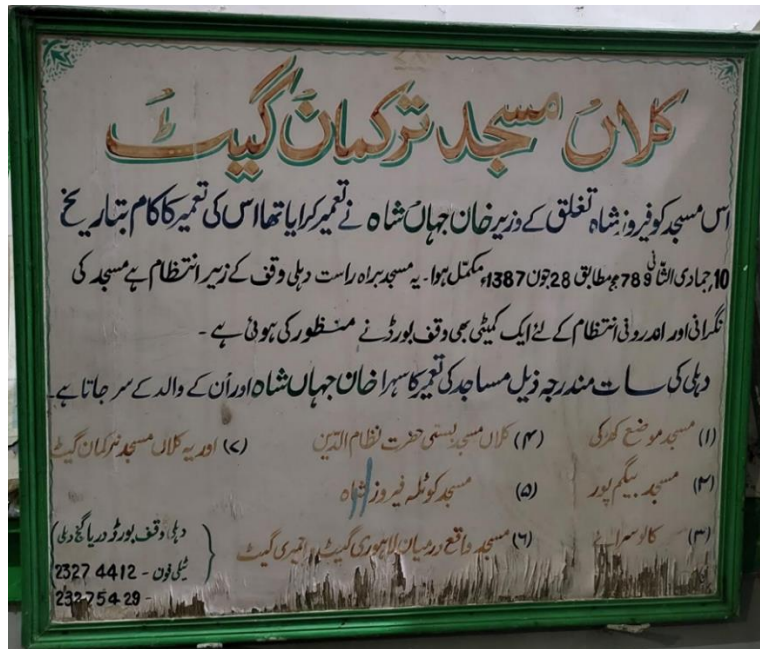 ۷۸۶
کلاں مسجد ترکمان گیٹ
اس مسجد کو فیروز شاہ تغلق کے وزیر خان جہاں شاہ نے تعمیر کرایا تھا اس کی تعمیر کا کام بتاریخ
10, جمادی الثانی 789ھ مطابق 28 جون 1387ء مکمل ہوا۔ یہ مسجد براہ راست دہلی وقف کے زیر انتظام ہے مسجد کی
نگرانی اور اندرونی انتظام کے لئے ایک کمیٹی بھی وقف بورڈ نے منظور کی ہوئی ہے -
دہلی کی سات مندرجہ ذیل مساجد کی تعمیر کا سہرا خان جہاں شاہ اور اُن کے والد کے سر جاتا ہے۔
(۱) مسجد موضع کھڑکی (۴) کلاں مسجد بستی حضرت نظام الدین (۷) اور یہ کلاں مسجد ترکمان گیٹ
(۲) مسجد بیگم پور (۵) مسجد کوٹلہ فیروز شاہ
(۳) کالو سرائے (۶) مسجد واقع درمیان لاہوری گیٹ و اجمیری گیٹ
دہلی وقف بورڈ دریا گنج دہلی
ٹیلی فون - 2327 4412
232754 29 -